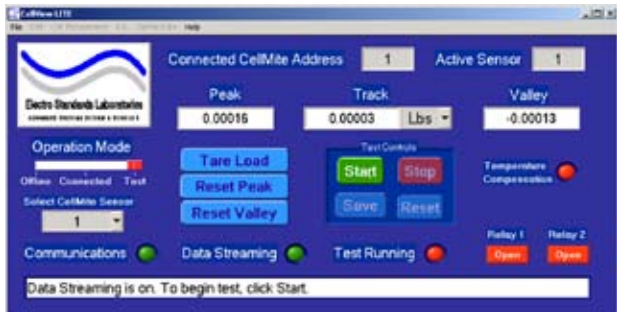 CellView LITE
File Help
Connected CellMite Address 1 Active Sensor 1
Electro Standards Laboratories
Peak Track Valley
0.00016 0.00003 Lbs -0.00013
Operation Mode
Offline Connected Test
Select CellMite Sensor
1
Tare Load
Reset Peak
Reset Valley
Test Controls
Start Stop
Save Reset
Temperature
Compensation
Relay 1 Relay 2
Open Open
Communications Data Streaming Test Running
Data Streaming is on. To begin test, click Start.